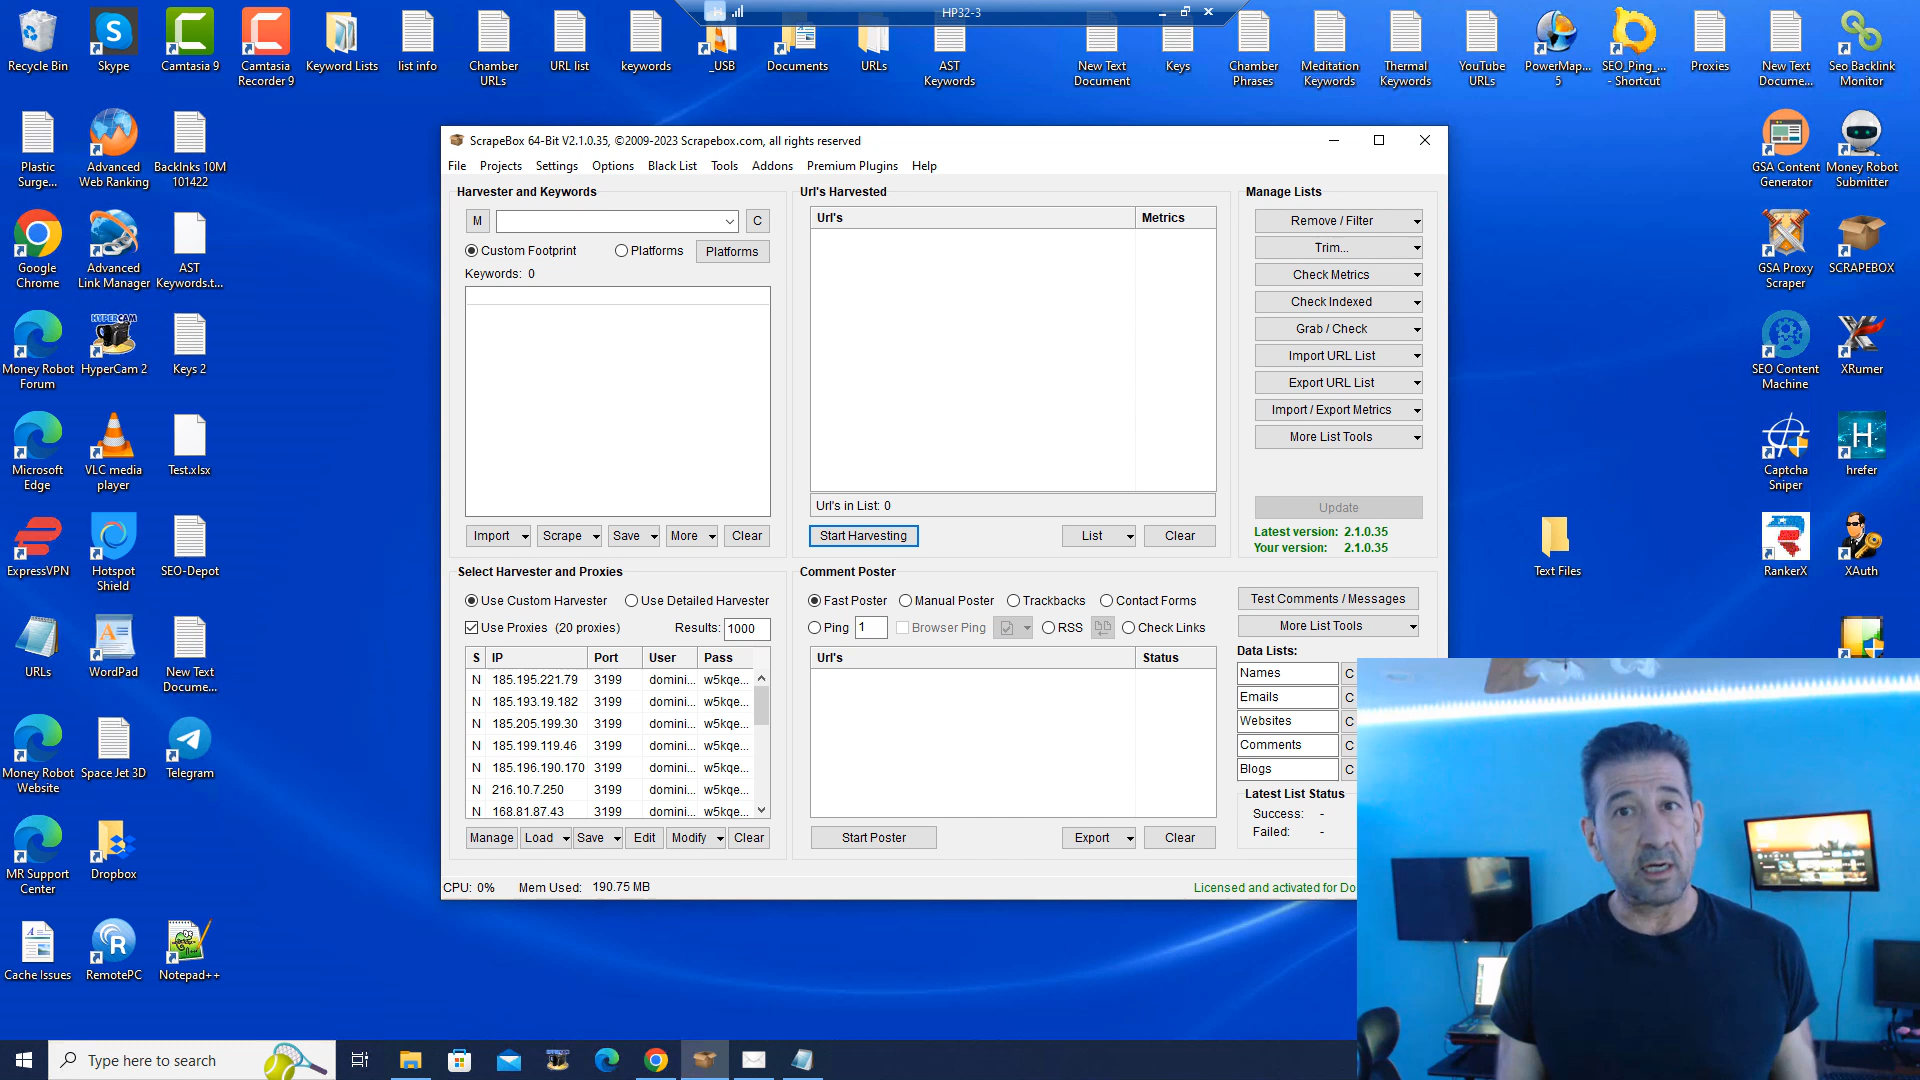 HP32-3
Recycle Bin
Skype
Camtasia 9
Camtasia
Recorder 9
Keyword Lists
list info
Chamber
URLs
URL list
keywords
_USB
Documents
URLs
AST
Keywords
New Text
Document
Keys
Chamber
Phrases
Meditation
Keywords
Thermal
Keywords
YouTube
URLs
PowerMap...
5
SEO_Ping_...
- Shortcut
Proxies
New Text
Docume...
Seo Backlink
Monitor
Plastic
Surge...
Advanced
Web Ranking
Backlnks 10M
101422
Google
Chrome
Advanced
Link Manager
AST
Keywords.t...
Money Robot
Forum
HYPERCAM
HyperCam 2
Keys 2
Microsoft
Edge
VLC media
player
Test.xlsx
ExpressVPN
Hotspot
Shield
SEO-Depot
URLs
WordPad
New Text
Docume...
Money Robot
Website
Space Jet 3D
Telegram
MR Support
Center
Dropbox
Cache Issues
RemotePC
Notepad++
ScrapeBox 64-Bit V2.1.0.35, ©2009-2023 Scrapebox.com, all rights reserved
File Projects Settings Options Black List Tools Addons Premium Plugins Help
Harvester and Keywords
M
C
Custom Footprint
Platforms
Platforms
Keywords: 0
Import
Scrape
Save
More
Clear
Url's Harvested
Url's Metrics
Url's in List: 0
Start Harvesting
List
Clear
Manage Lists
Remove / Filter
Trim...
Check Metrics
Check Indexed
Grab / Check
Import URL List
Export URL List
Import / Export Metrics
More List Tools
Update
Latest version: 2.1.0.35
Your version: 2.1.0.35
Select Harvester and Proxies
Use Custom Harvester
Use Detailed Harvester
Use Proxies (20 proxies)
Results: 1000
S IP Port User Pass
N 185.195.221.79 3199 domini... w5kqe...
N 185.193.19.182 3199 domini... w5kqe...
N 185.205.199.30 3199 domini... w5kqe...
N 185.199.119.46 3199 domini... w5kqe...
N 185.196.190.170 3199 domini... w5kqe...
N 216.10.7.250 3199 domini... w5kqe...
N 168.81.87.43 3199 domini... w5kqe...
Manage
Load
Save
Edit
Modify
Clear
Comment Poster
Fast Poster
Manual Poster
Trackbacks
Contact Forms
Ping 1
Browser Ping
RSS
Check Links
Url's Status
Start Poster
Export
Clear
Test Comments / Messages
More List Tools
Data Lists:
Names C
Emails C
Websites C
Comments C
Blogs C
Latest List Status
Success: -
Failed: -
CPU: 0% Mem Used: 190.75 MB
Licensed and activated for Do
GSA Content
Generator
Money Robot
Submitter
GSA Proxy
Scraper
SCRAPEBOX
SEO Content
Machine
XRumer
Captcha
Sniper
H
hrefer
Text Files
RankerX
XAuth
Type here to search